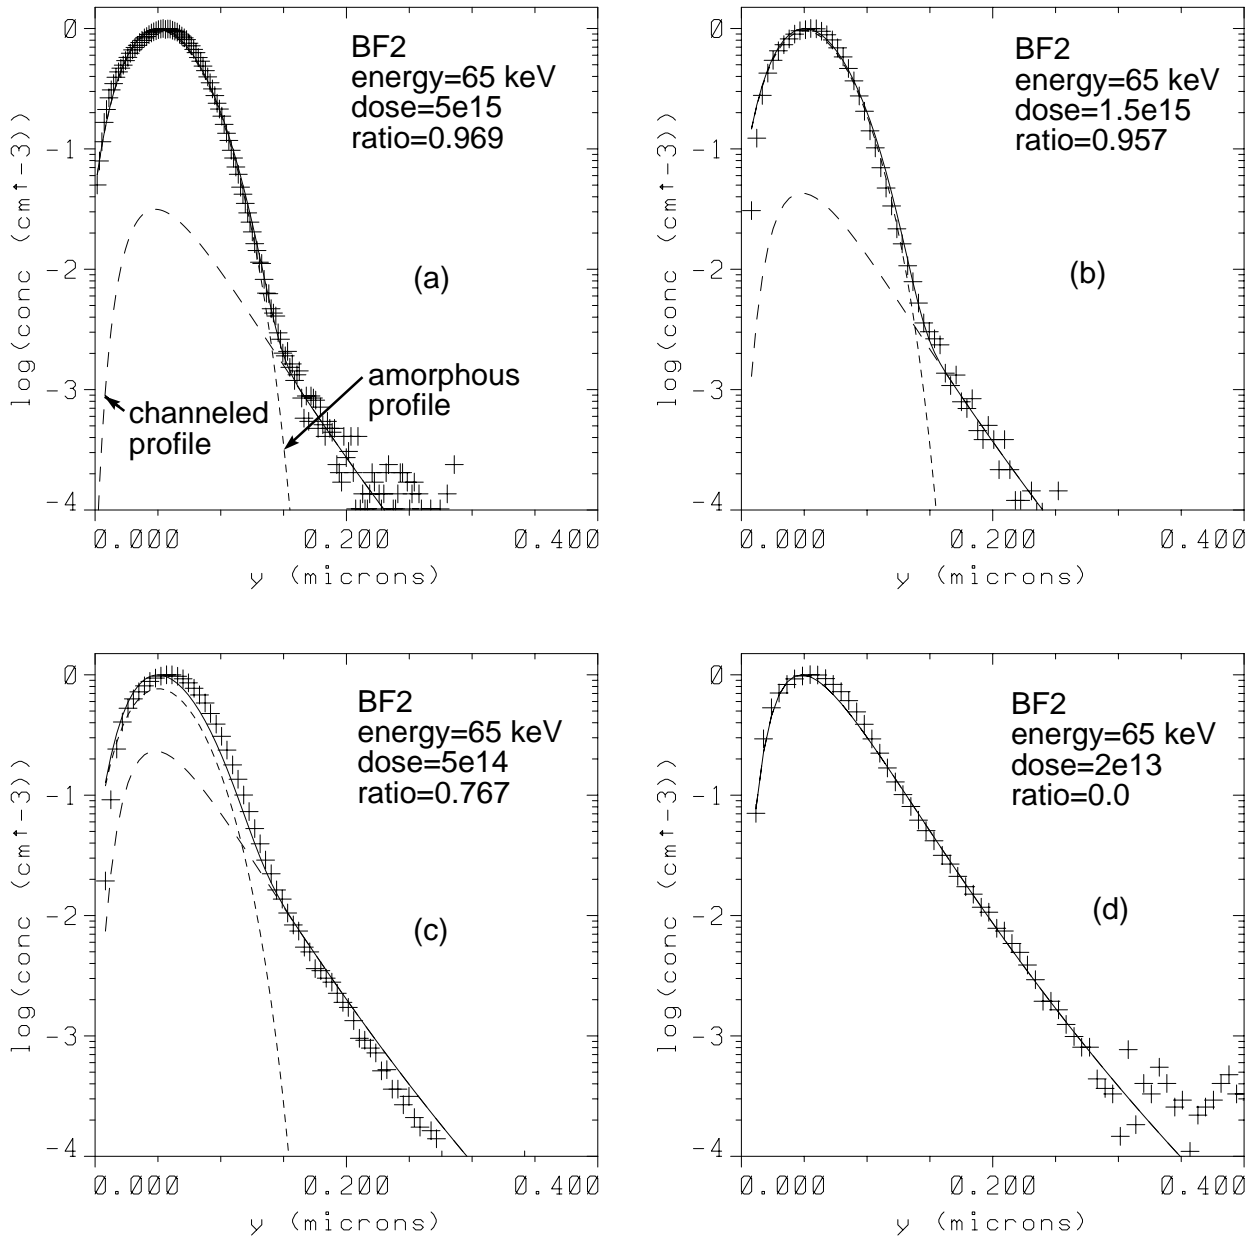 BF2
energy=65 keV
dose=5e15
ratio=0.969
(a)
amorphous
profile
channeled
profile
0
-1
-2
-3
-4
log(conc (cm↑-3))
0.000 0.200 0.400
y (microns)
BF2
energy=65 keV
dose=1.5e15
ratio=0.957
(b)
0
-1
-2
-3
-4
log(conc (cm↑-3))
0.000 0.200 0.400
y (microns)
BF2
energy=65 keV
dose=5e14
ratio=0.767
(c)
0
-1
-2
-3
-4
log(conc (cm↑-3))
0.000 0.200 0.400
y (microns)
BF2
energy=65 keV
dose=2e13
ratio=0.0
(d)
0
-1
-2
-3
-4
log(conc (cm↑-3))
0.000 0.200 0.400
y (microns)